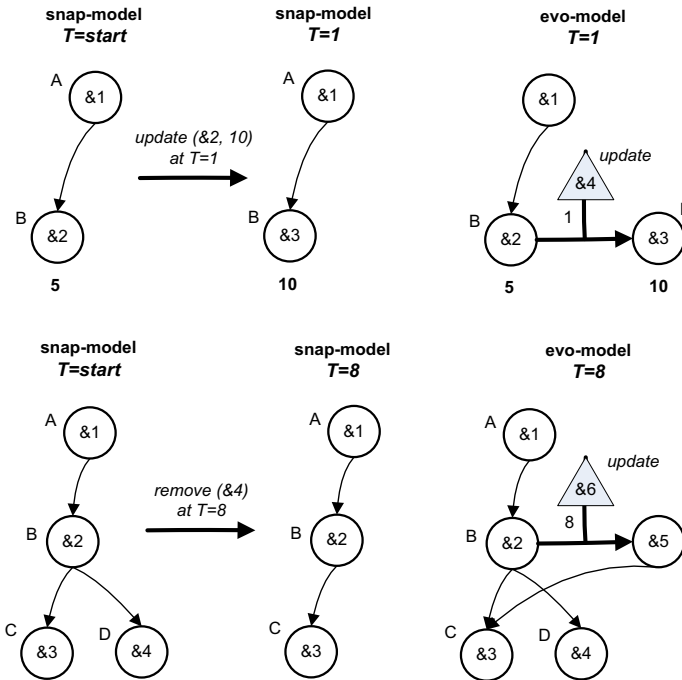 snap-model
T=start
snap-model
T=1
evo-model
T=1
A
&1
A
&1
&1
update (&2, 10)
at T=1
update
&4
1
B
&2
B
&3
B
&2
&3
5
10
5
10
snap-model
T=start
snap-model
T=8
evo-model
T=8
A
&1
A
&1
A
&1
remove (&4)
at T=8
update
&6
8
B
&2
B
&2
B
&2
&5
C
&3
D
&4
C
&3
C
&3
D
&4